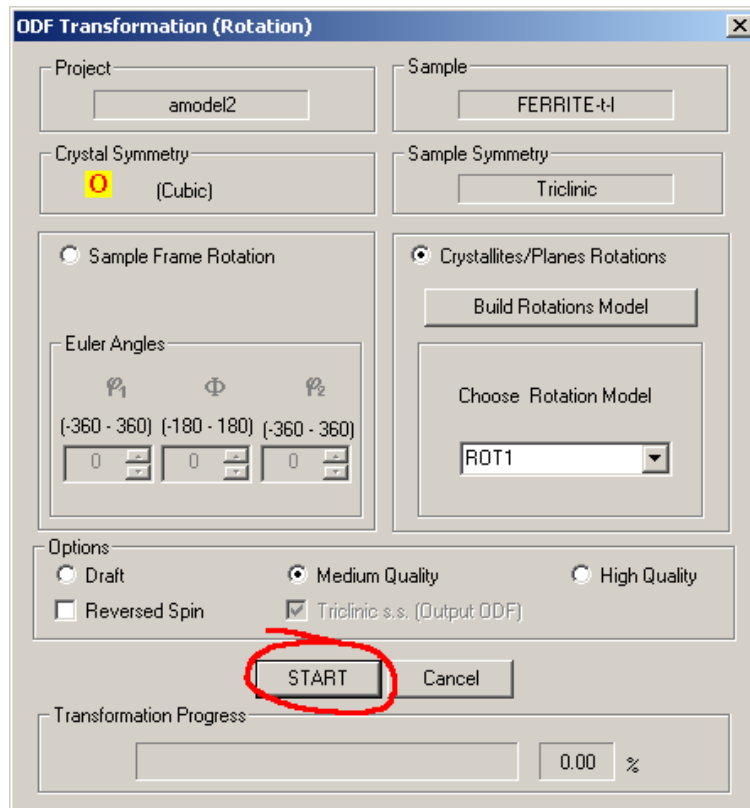 ODF Transformation (Rotation)
Project
amodel2
Sample
FERRITE-t-l
Crystal Symmetry
O (Cubic)
Sample Symmetry
Triclinic
Sample Frame Rotation
Euler Angles
φ1 Φ φ2
(-360 - 360) (-180 - 180) (-360 - 360)
0 0 0
Crystallites/Planes Rotations
Build Rotations Model
Choose Rotation Model
ROT1
Options
Draft Medium Quality High Quality
Reversed Spin Triclinic s.s. (Output ODF)
START Cancel
Transformation Progress
0.00 %